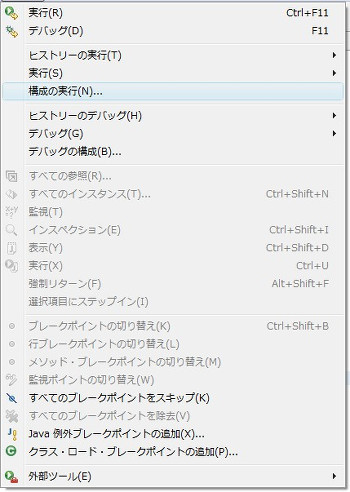 実行(R) Ctrl+F11
デバッグ(D) F11
ヒストリーの実行(T)
実行(S)
構成の実行(N)...
ヒストリーのデバッグ(H)
デバッグ(G)
デバッグの構成(B)...
すべての参照(R)...
すべてのインスタンス(T)... Ctrl+Shift+N
監視(T)
インスペクション(E) Ctrl+Shift+I
表示(Y) Ctrl+Shift+D
実行(X) Ctrl+U
強制リターン(F) Alt+Shift+F
選択項目にステップイン(I)
ブレークポイントの切り替え(K) Ctrl+Shift+B
行ブレークポイントの切り替え(L)
メソッド・ブレークポイントの切り替え(M)
監視ポイントの切り替え(W)
すべてのブレークポイントをスキップ(K)
すべてのブレークポイントを除去(V)
Java 例外ブレークポイントの追加(X)...
クラス・ロード・ブレークポイントの追加(P)...
外部ツール(E)